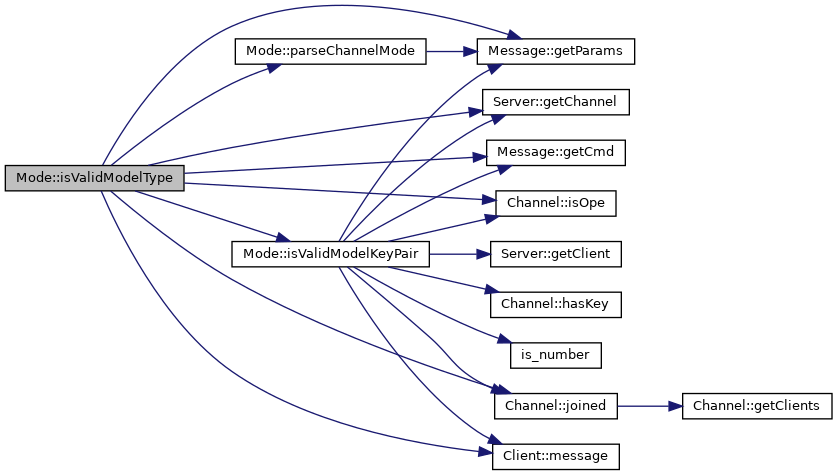 Mode::parseChannelMode
Message::getParams
Server::getChannel
Message::getCmd
Mode::isValidModelType
Channel::isOpe
Mode::isValidModelKeyPair
Server::getClient
Channel::hasKey
is_number
Channel::joined
Channel::getClients
Client::message